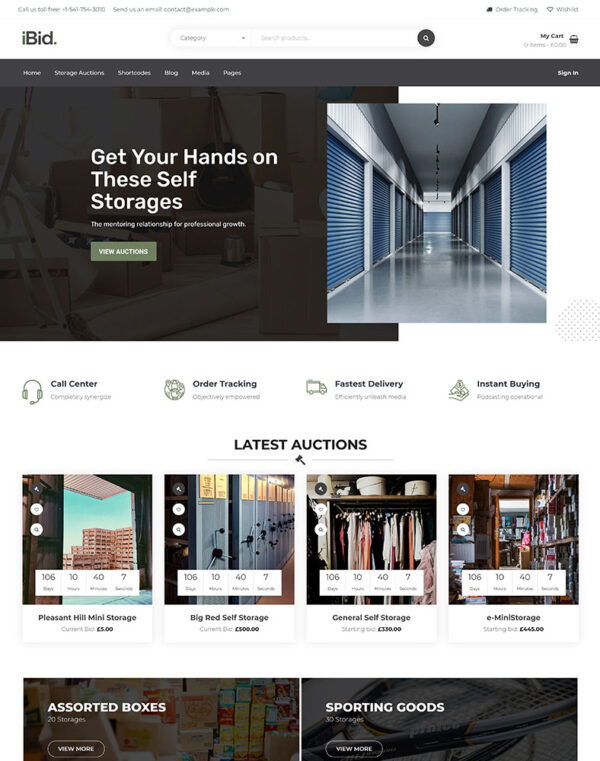 Call us toll free: +1-541-754-3010 Send us an email: contact@example.com
Order Tracking Wishlist
iBid.
Category
Search products...
My Cart
0 items - £0.00
Home Storage Auctions Shortcodes Blog Media Pages Sign In
Get Your Hands on
These Self
Storages
The mentoring relationship for professional growth.
VIEW AUCTIONS
Call Center
Completely synergize
Order Tracking
Objectively empowered
Fastest Delivery
Efficiently unleash media
Instant Buying
Podcasting operational
LATEST AUCTIONS
106 10 40 7
Days Hours Minutes Seconds
Pleasant Hill Mini Storage
Current Bid: £5.00
106 10 40 7
Days Hours Minutes Seconds
Big Red Self Storage
Current Bid: £500.00
106 10 40 7
Days Hours Minutes Seconds
General Self Storage
Starting bid: £330.00
106 10 40 7
Days Hours Minutes Seconds
e-MiniStorage
Starting bid: £445.00
ASSORTED BOXES
20 Storages
VIEW MORE
SPORTING GOODS
30 Storages
VIEW MORE